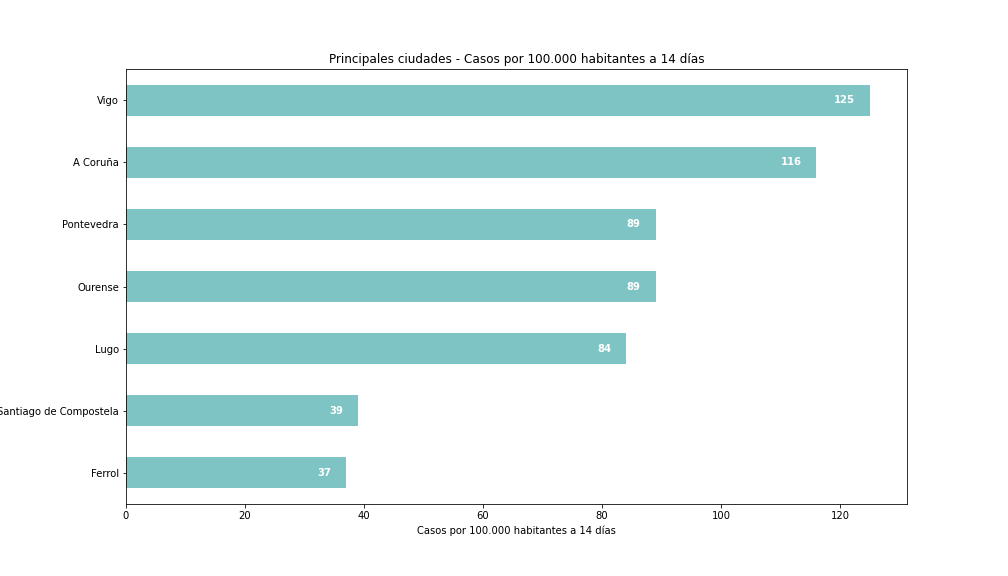 Principales ciudades - Casos por 100.000 habitantes a 14 días
Vigo 125
A Coruña 116
Pontevedra 89
Ourense 89
Lugo 84
Santiago de Compostela 39
Ferrol 37
0 20 40 60 80 100 120
Casos por 100.000 habitantes a 14 días